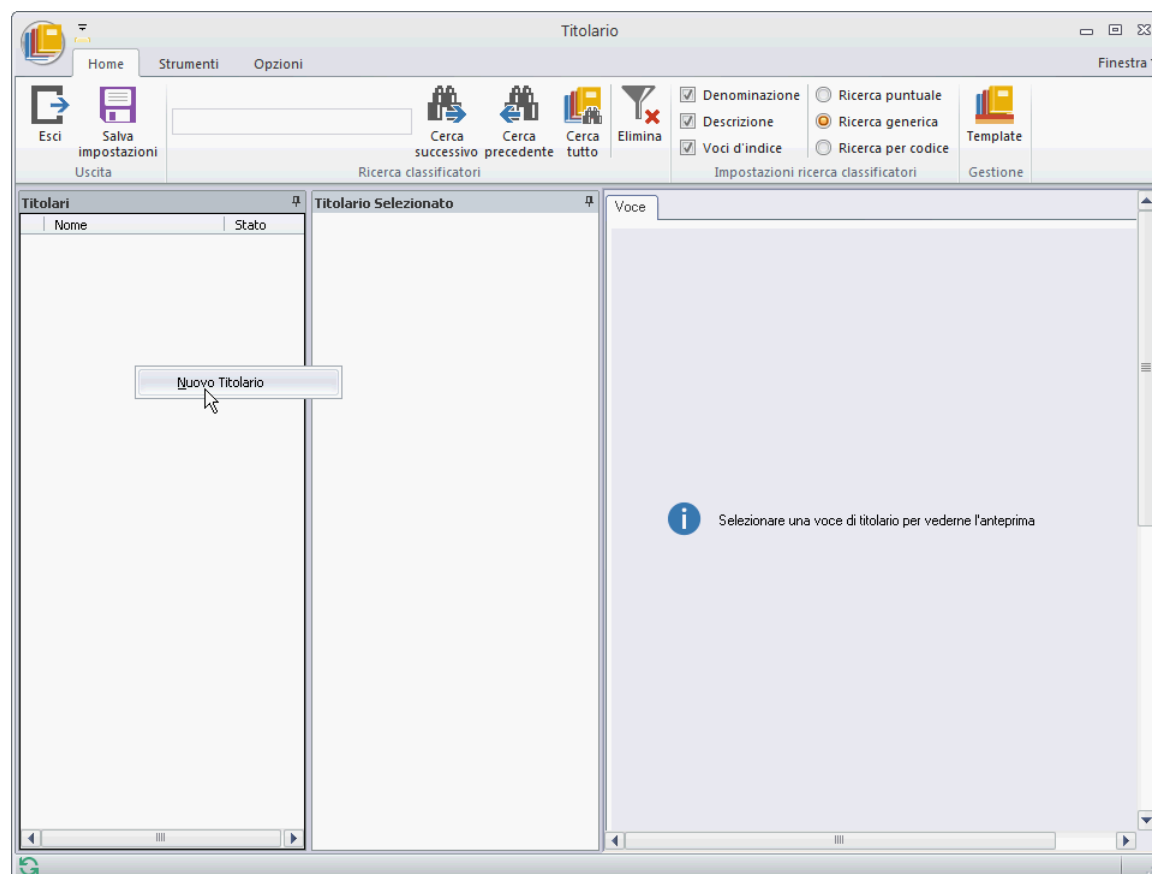 Titolario
Home Strumenti Opzioni Finestra
Esci
Salva impostazioni
Cerca successivo
Cerca precedente
Cerca tutto
Elimina
Denominazione
Descrizione
Voci d'indice
Ricerca puntuale
Ricerca generica
Ricerca per codice
Template
Uscita Ricerca classificatori Impostazioni ricerca classificatori Gestione
Titolari Titolario Selezionato Voce
Nome Stato
Nuovo Titolario
Selezionare una voce di titolario per vederne l'anteprima